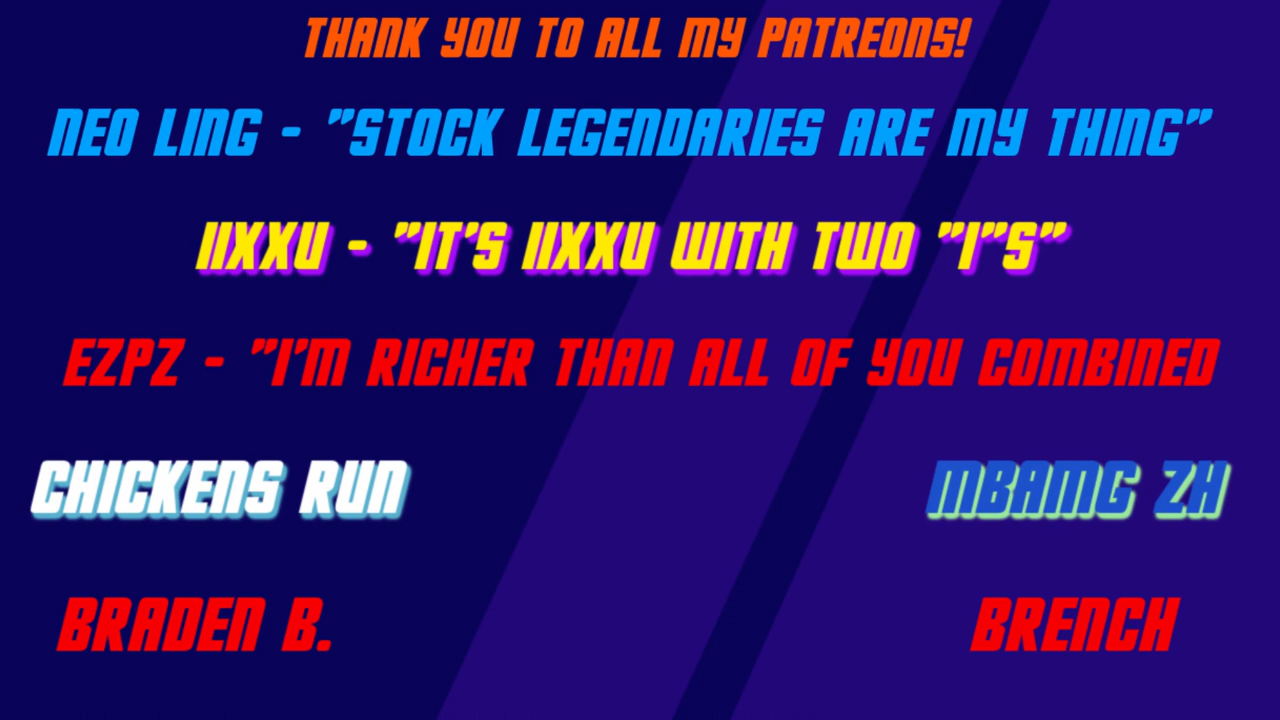 THANK YOU TO ALL MY PATREONS!
NEO LING - "STOCK LEGENDARIES ARE MY THING"
IIXXU - "IT'S IIXXU WITH TWO "I"S"
EZPZ - "I'M RICHER THAN ALL OF YOU COMBINED
CHICKENS RUN
MBAMG ZH
BRADEN B.
BRENCH